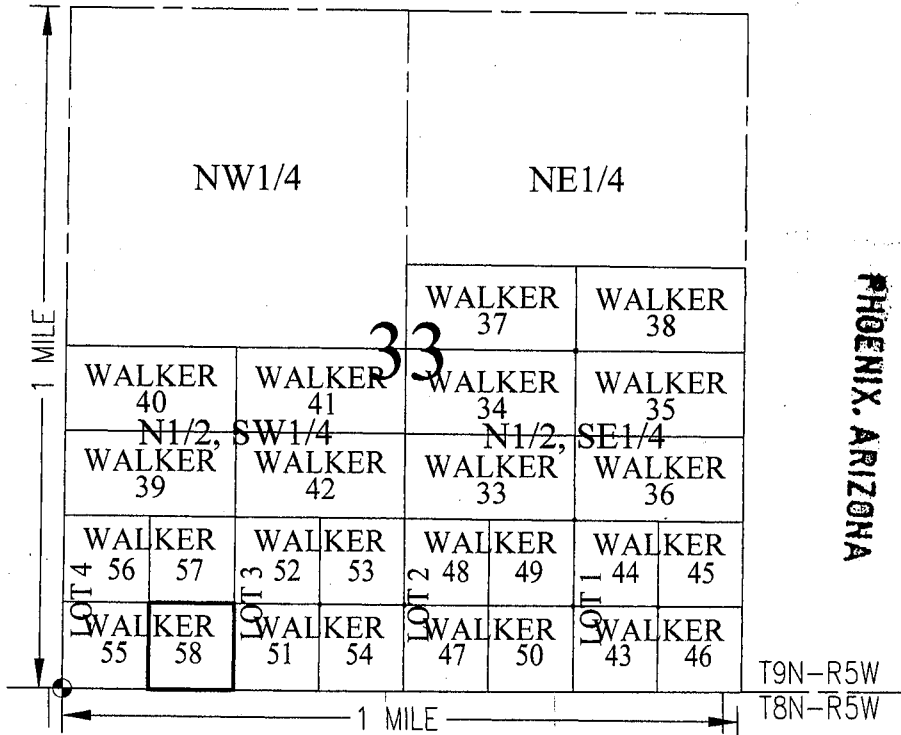 NW1/4 NE1/4
1 MILE
PHOENIX, ARIZONA
WALKER 37 WALKER 38
33
WALKER 40 WALKER 41 WALKER 34 WALKER 35
N1/2, SW1/4 N1/2, SE1/4
WALKER 39 WALKER 42 WALKER 33 WALKER 36
LOT 4 LOT 3 LOT 2 LOT 1
WALKER WALKER WALKER WALKER
56 57 52 53 48 49 44 45
WALKER WALKER WALKER WALKER
55 58 51 54 47 50 43 46
T9N-R5W
T8N-R5W
1 MILE